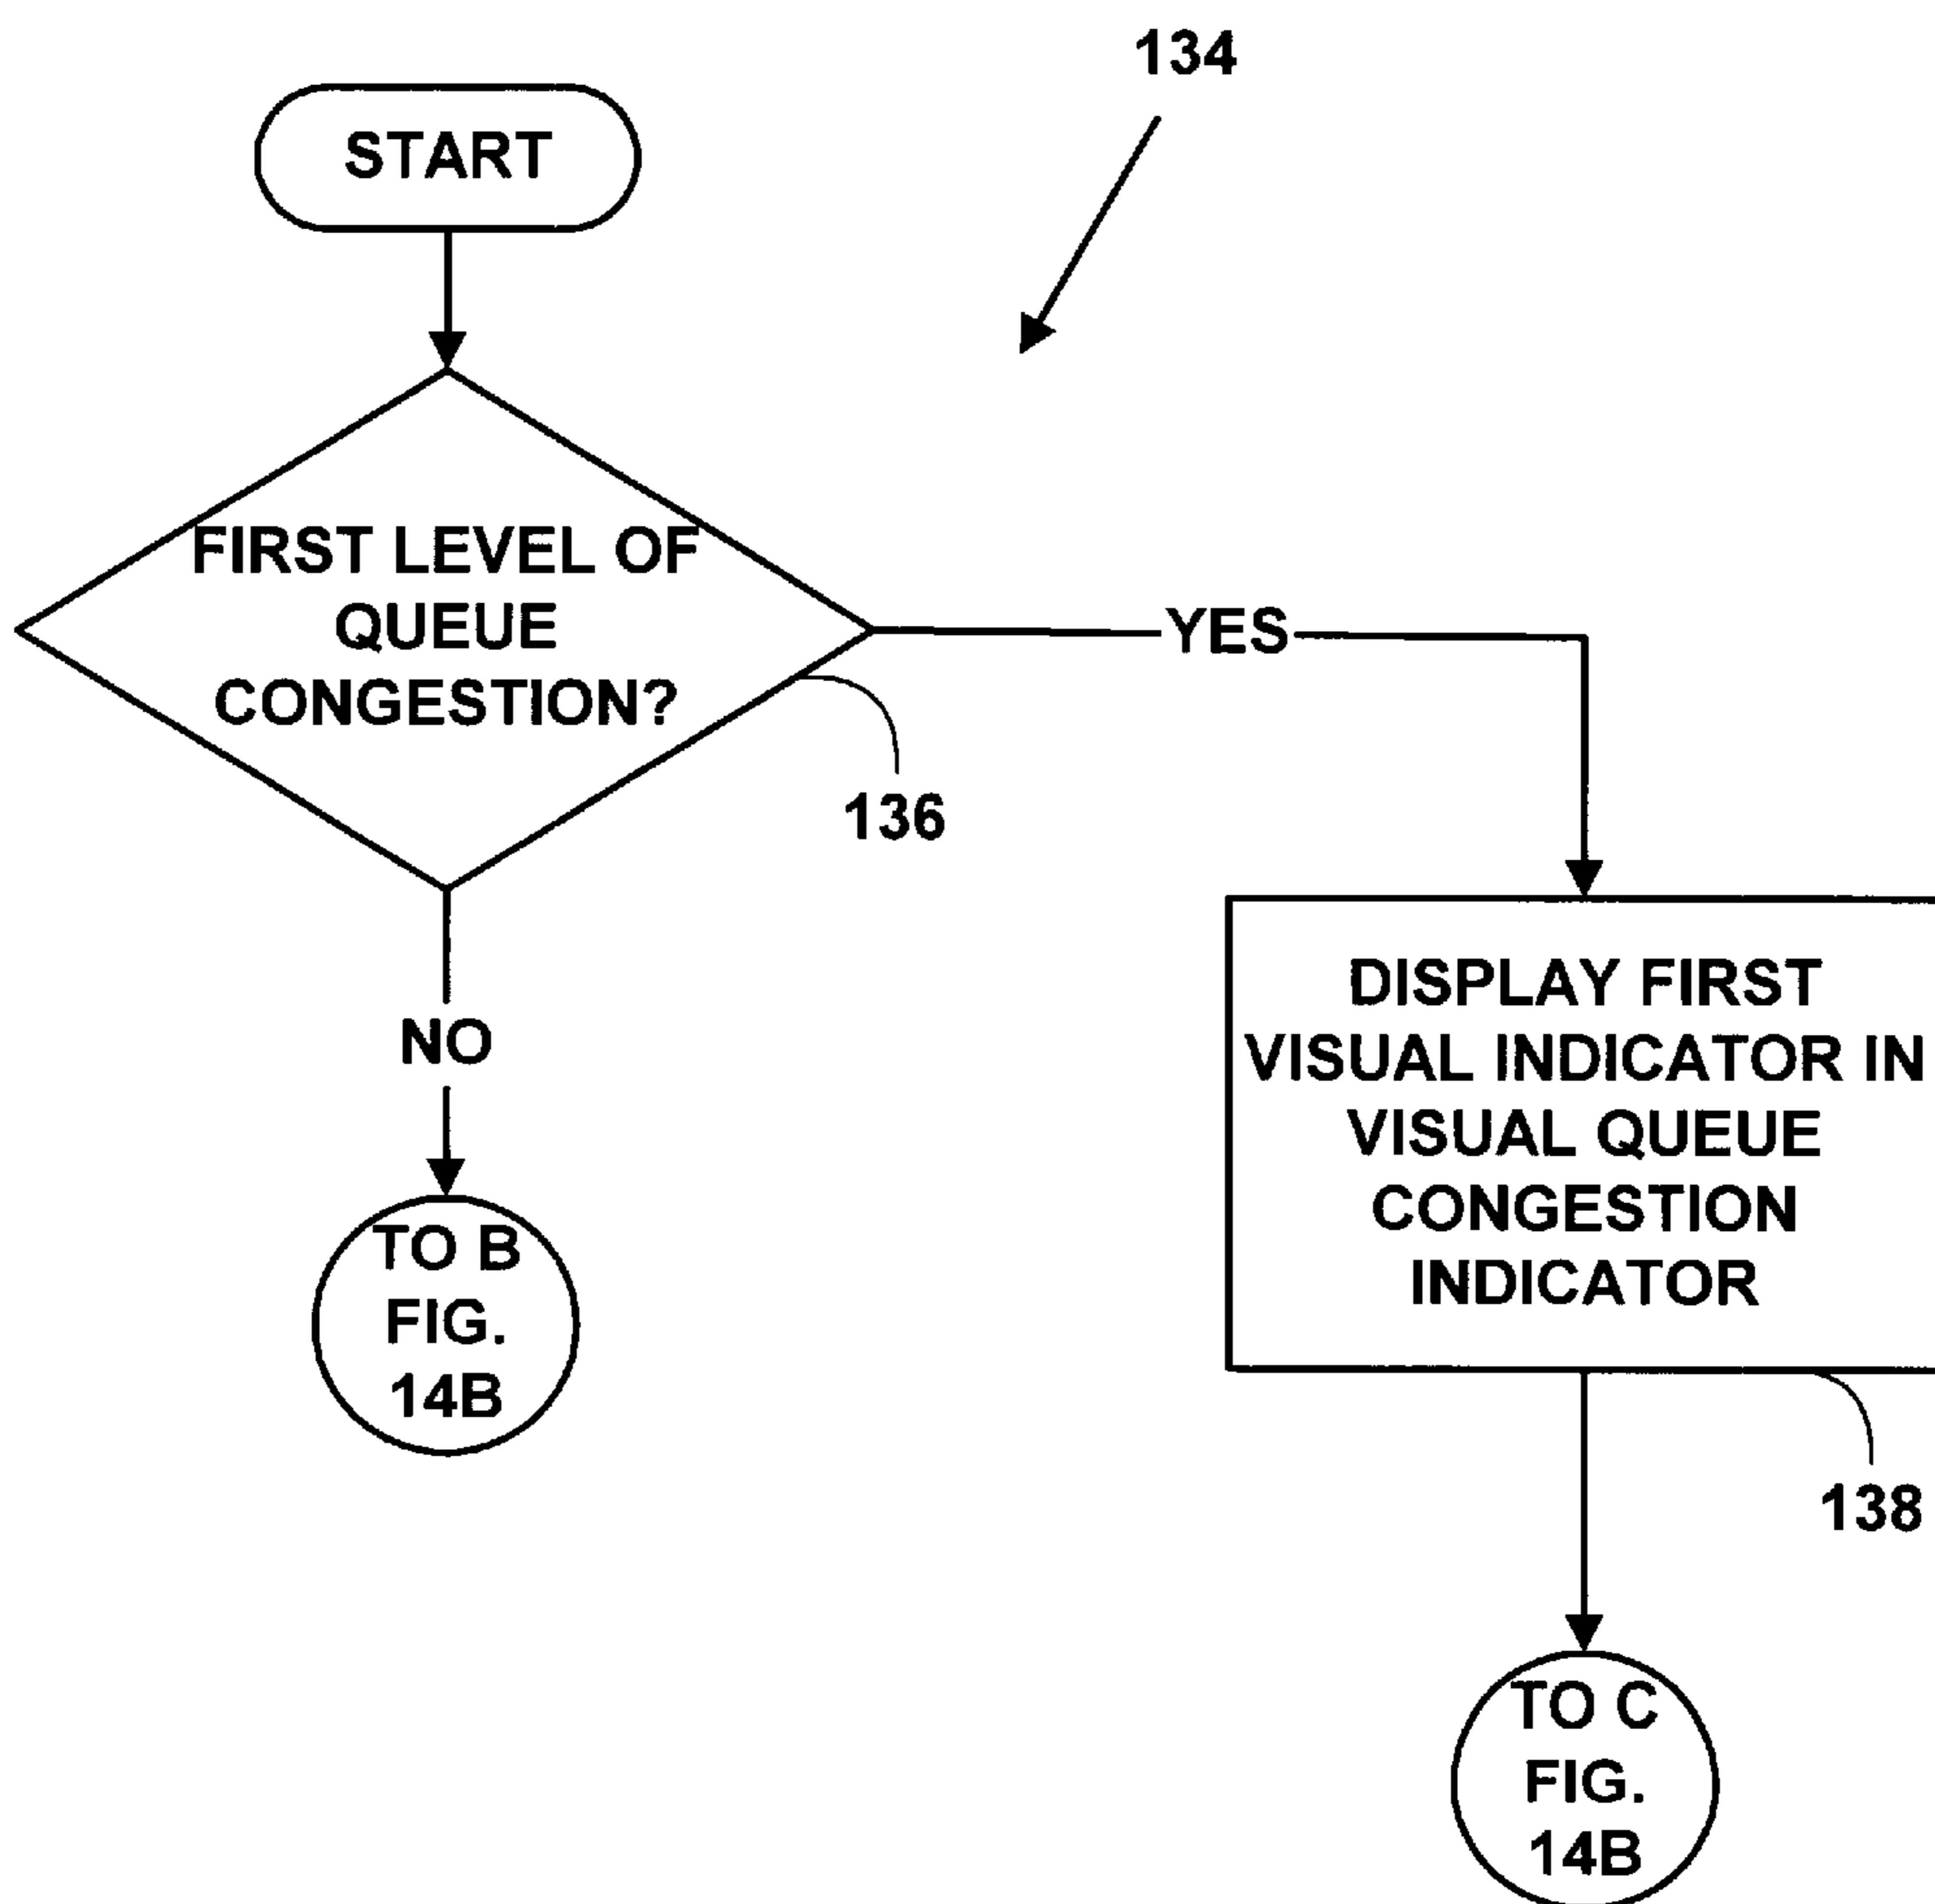 134
START
FIRST LEVEL OF
QUEUE
CONGESTION?
YES
136
NO
TO B
FIG.
14B
DISPLAY FIRST
VISUAL INDICATOR IN
VISUAL QUEUE
CONGESTION
INDICATOR
138
TO C
FIG.
14B